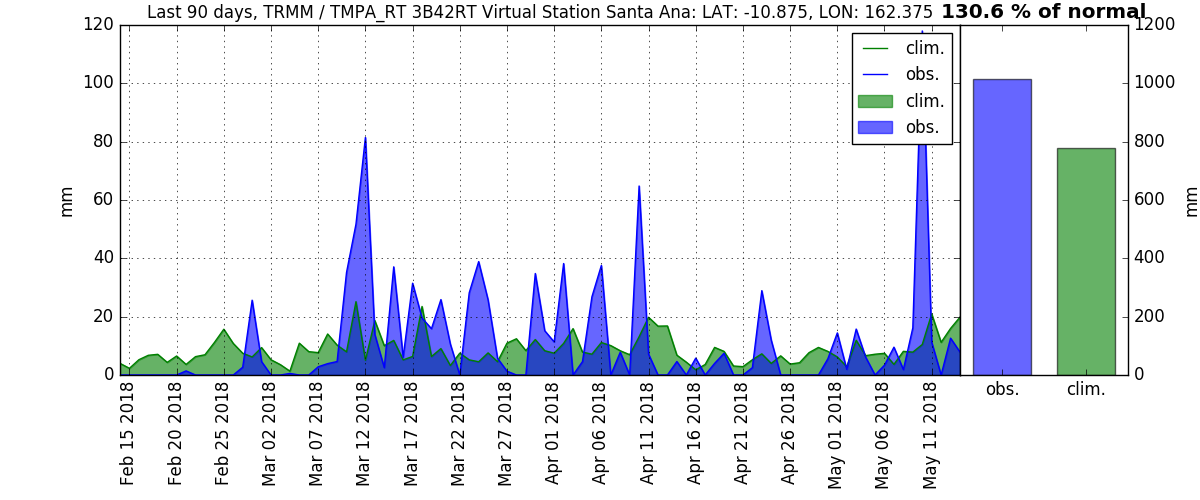 Last 90 days, TRMM / TMPA_RT 3B42RT Virtual Station Santa Ana: LAT: -10.875, LON: 162.375 130.6 % of normal
120
100
80
60
40
20
0
mm
clim.
obs.
clim.
obs.
1200
1000
800
600
400
200
0
mm
obs.
clim.
Feb 15 2018
Feb 20 2018
Feb 25 2018
Mar 02 2018
Mar 07 2018
Mar 12 2018
Mar 17 2018
Mar 22 2018
Mar 27 2018
Apr 01 2018
Apr 06 2018
Apr 11 2018
Apr 16 2018
Apr 21 2018
Apr 26 2018
May 01 2018
May 06 2018
May 11 2018